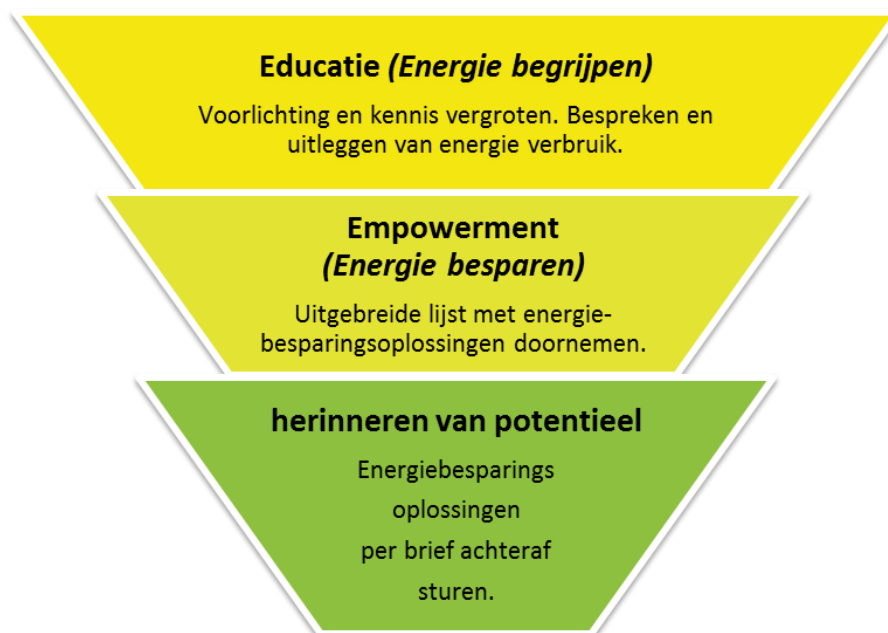 Educatie (Energie begrijpen)
Voorlichting en kennis vergroten. Bespreken en
uitleggen van energie verbruik.
Empowerment
(Energie besparen)
Uitgebreide lijst met energie-
besparingsoplossingen doornemen.
herinneren van potentieel
Energiebesparings
oplossingen
per brief achteraf
sturen.